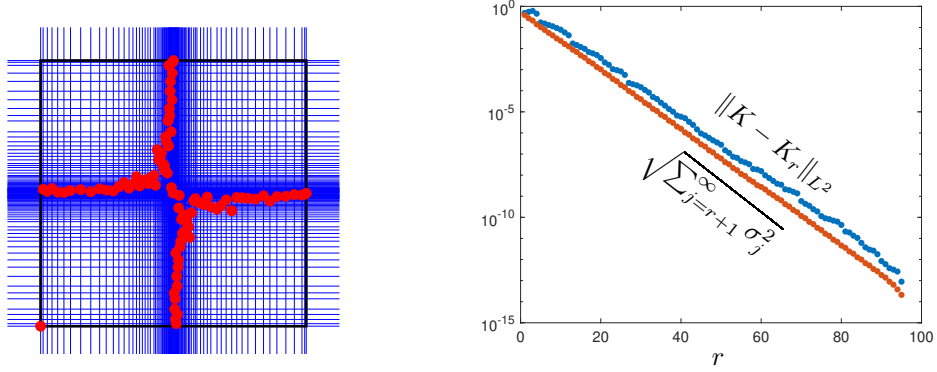 10^0
10^{-5}
10^{-10}
10^{-15}
‖K − K_r‖_{L^2}
√(∑_{j=r+1}^∞ σ_j^2)
0 20 40 60 80 100
r